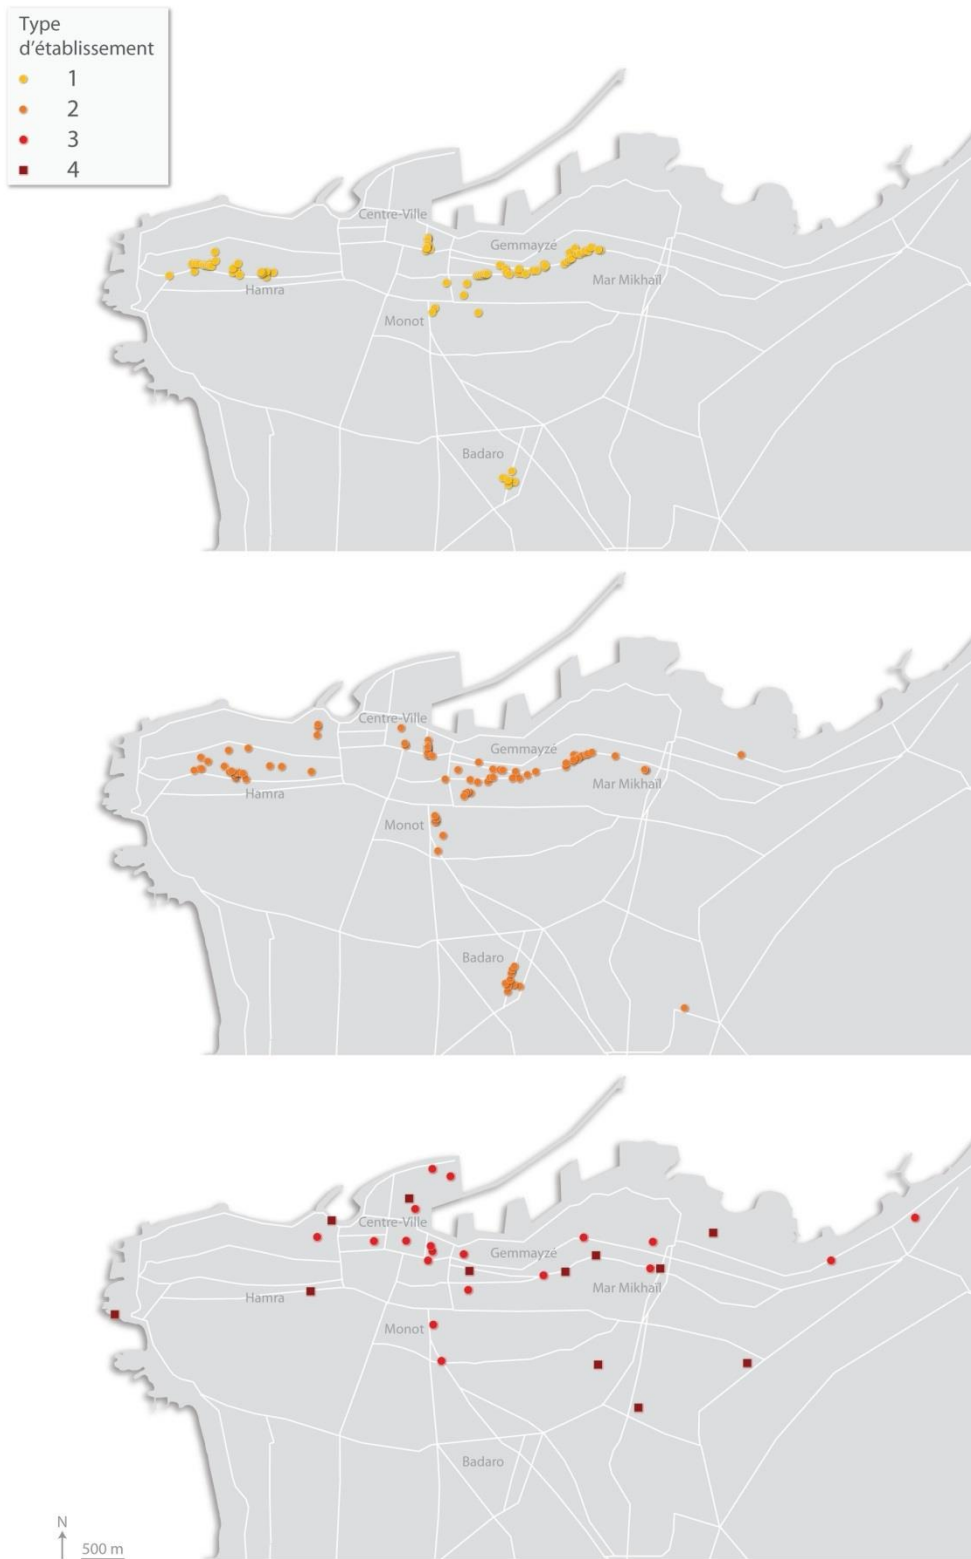 Type
d'établissement
1
2
3
4
Centre-Ville
Gemmayzé
Mar Mikhaïl
Hamra
Monot
Badaro
Centre-Ville
Gemmayzé
Mar Mikhaïl
Hamra
Monot
Badaro
Centre-Ville
Gemmayzé
Mar Mikhaïl
Hamra
Monot
Badaro
N
500 m